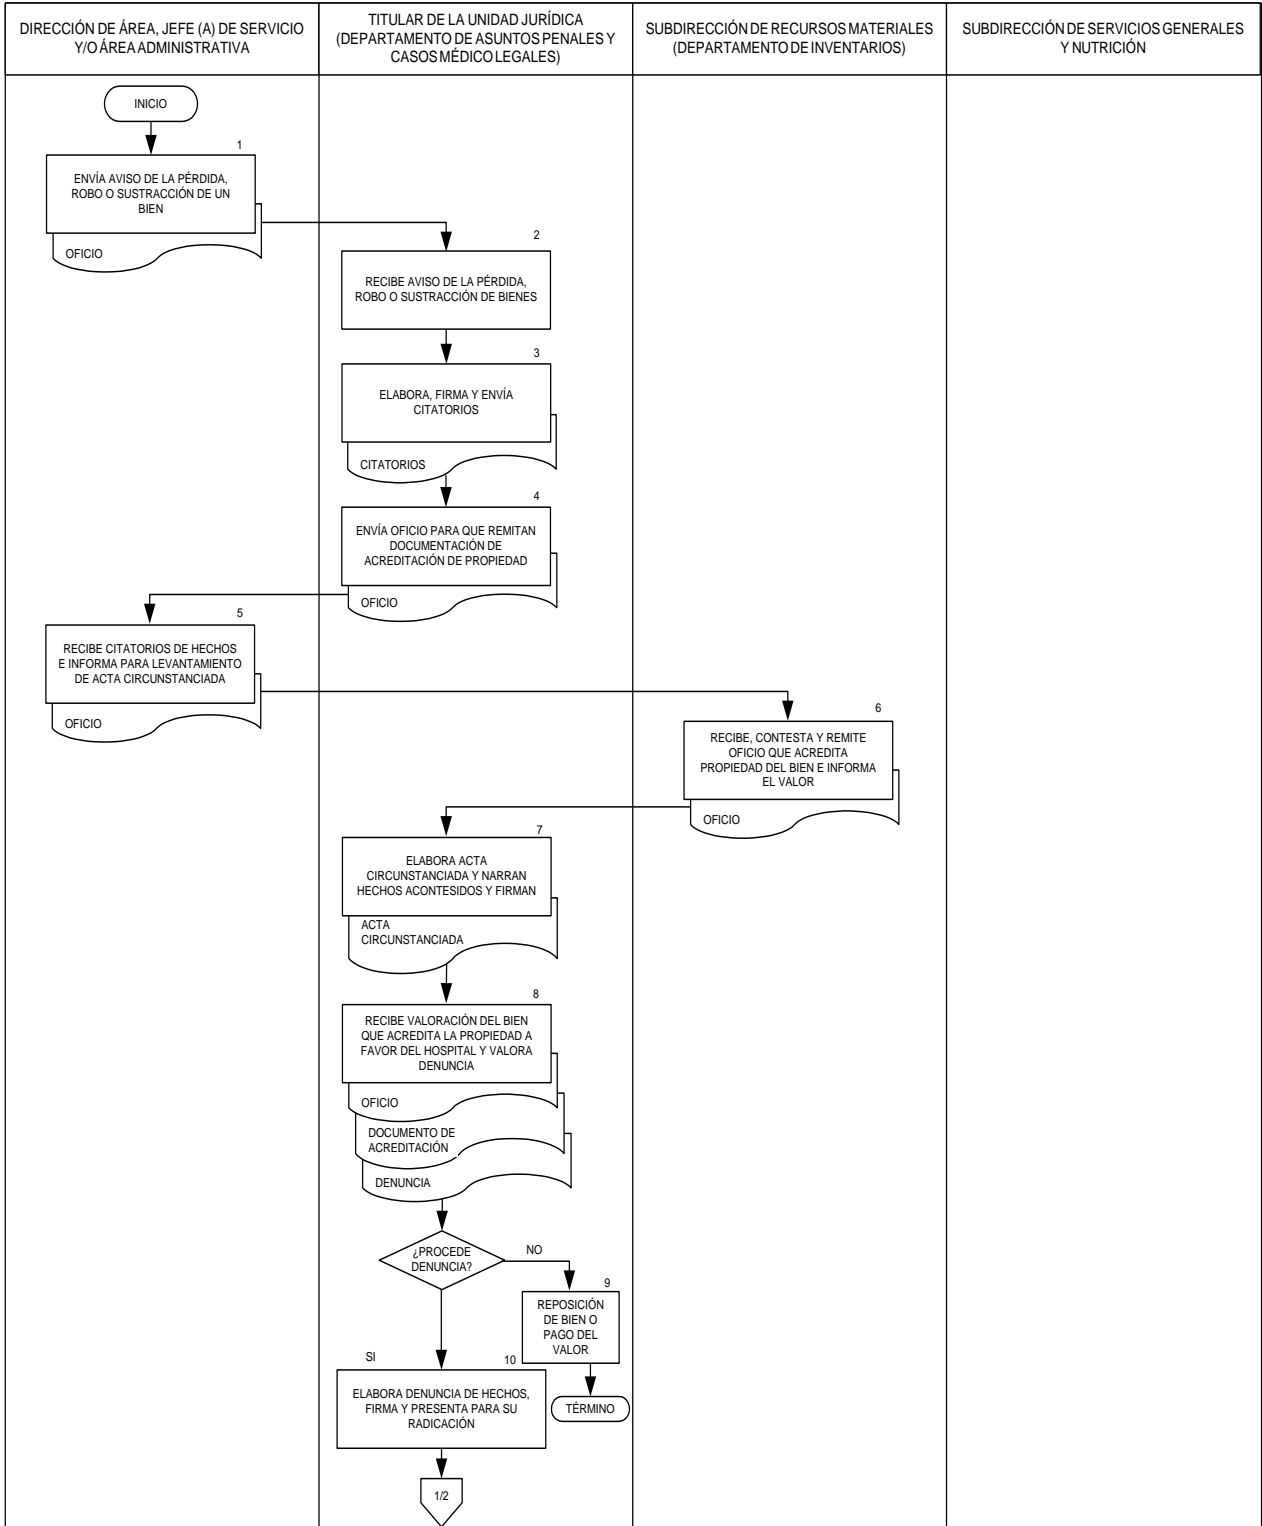 DIRECCIÓN DE ÁREA, JEFE (A) DE SERVICIO
Y/O ÁREA ADMINISTRATIVA
TITULAR DE LA UNIDAD JURÍDICA
(DEPARTAMENTO DE ASUNTOS PENALES Y
CASOS MÉDICO LEGALES)
SUBDIRECCIÓN DE RECURSOS MATERIALES
(DEPARTAMENTO DE INVENTARIOS)
SUBDIRECCIÓN DE SERVICIOS GENERALES
Y NUTRICIÓN
INICIO
1
ENVÍA AVISO DE LA PÉRDIDA,
ROBO O SUSTRACCIÓN DE UN
BIEN
OFICIO
2
RECIBE AVISO DE LA PÉRDIDA,
ROBO O SUSTRACCIÓN DE BIENES
3
ELABORA, FIRMA Y ENVÍA
CITATORIOS
CITATORIOS
4
ENVÍA OFICIO PARA QUE REMITAN
DOCUMENTACIÓN DE
ACREDITACIÓN DE PROPIEDAD
OFICIO
5
RECIBE CITATORIOS DE HECHOS
E INFORMA PARA LEVANTAMIENTO
DE ACTA CIRCUNSTANCIADA
OFICIO
6
RECIBE, CONTESTA Y REMITE
OFICIO QUE ACREDITA
PROPIEDAD DEL BIEN E INFORMA
EL VALOR
OFICIO
7
ELABORA ACTA
CIRCUNSTANCIADA Y NARRAN
HECHOS ACONTESIDOS Y FIRMAN
ACTA
CIRCUNSTANCIADA
8
RECIBE VALORACIÓN DEL BIEN
QUE ACREDITA LA PROPIEDAD A
FAVOR DEL HOSPITAL Y VALORA
DENUNCIA
OFICIO
DOCUMENTO DE
ACREDITACIÓN
DENUNCIA
¿PROCEDE
DENUNCIA?
NO
9
REPOSICIÓN
DE BIEN O
PAGO DEL
VALOR
TÉRMINO
SI
10
ELABORA DENUNCIA DE HECHOS,
FIRMA Y PRESENTA PARA SU
RADICACIÓN
1/2